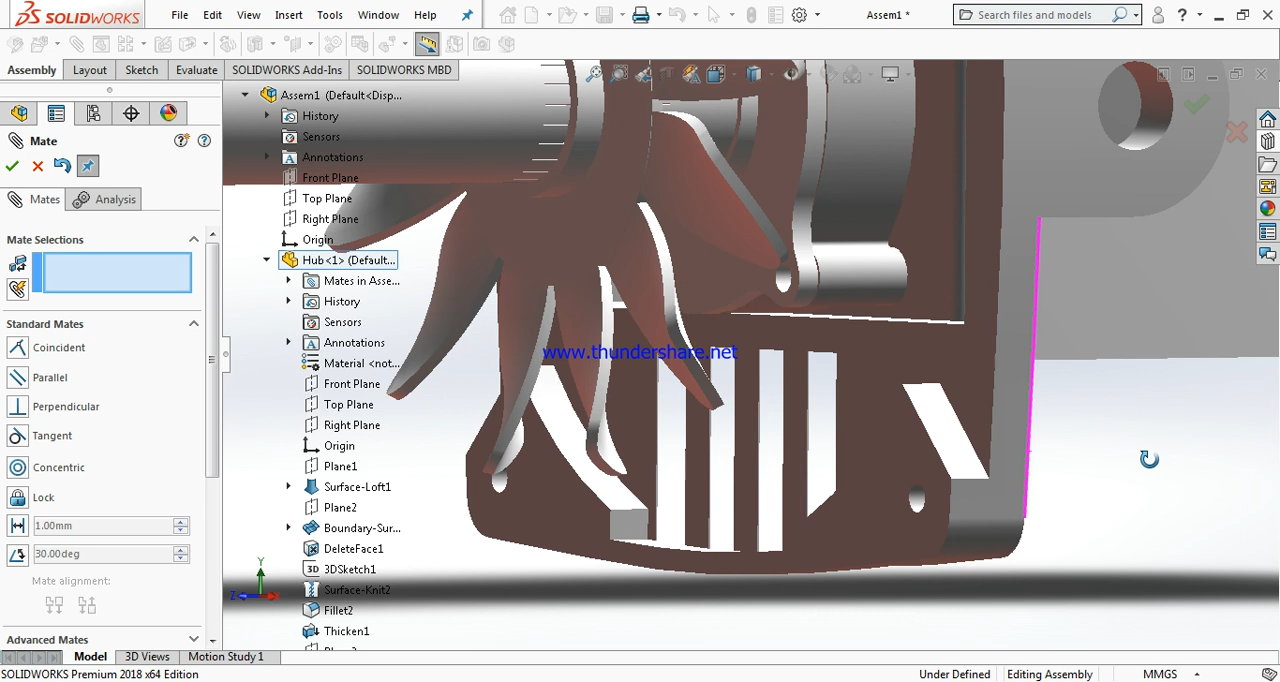 SOLIDWORKS
File Edit View Insert Tools Window Help
Assem1 *
Search files and models
?
Assembly Layout Sketch Evaluate SOLIDWORKS Add-Ins SOLIDWORKS MBD
Mate
Mates Analysis
Mate Selections
Standard Mates
Coincident
Parallel
Perpendicular
Tangent
Concentric
Lock
1.00mm
30.00deg
Mate alignment:
Advanced Mates
Assem1 (Default<Disp...
History
Sensors
Annotations
Front Plane
Top Plane
Right Plane
Origin
Hub<1> (Default...
Mates in Asse...
History
Sensors
Annotations
Material <not...
Front Plane
Top Plane
Right Plane
Origin
Plane1
Surface-Loft1
Plane2
Boundary-Sur...
DeleteFace1
3DSketch1
Surface-Knit2
Fillet2
Thicken1
www.thundershare.net
Y
Z
Model 3D Views Motion Study 1
SOLIDWORKS Premium 2018 x64 Edition
Under Defined Editing Assembly MMGS